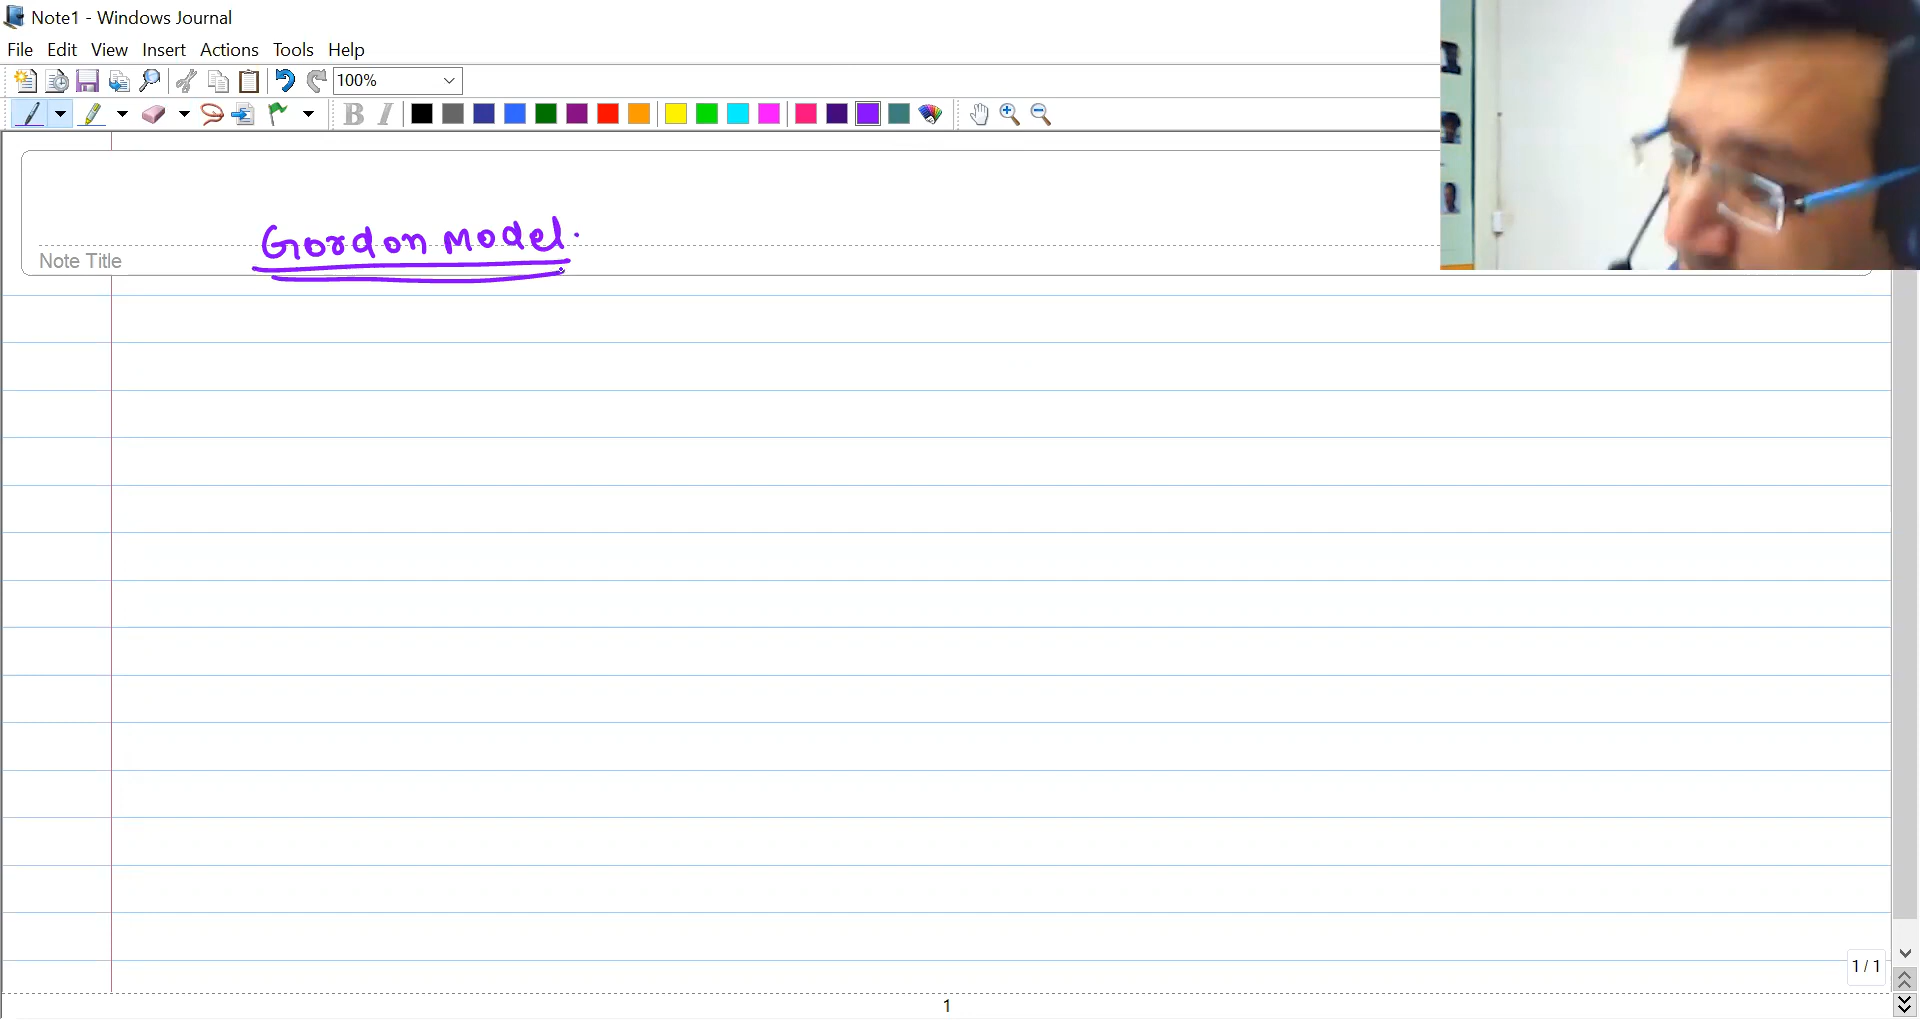 Note1 - Windows Journal
File Edit View Insert Actions Tools Help
100%
B I
Gordon Model.
Note Title
1 / 1
1